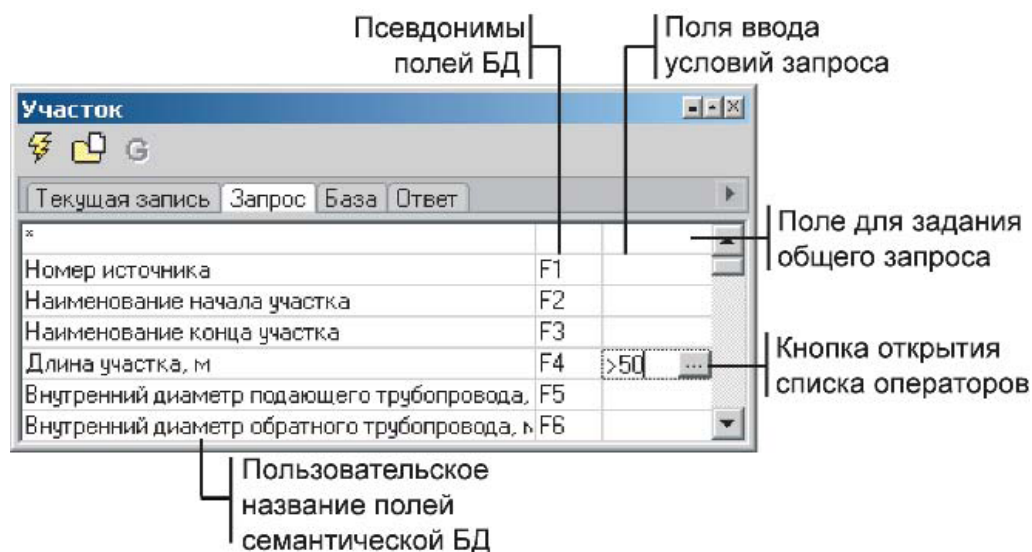 Псевдонимы
полей БД
Поля ввода
условий запроса
Участок
G
Текущая запись Запрос База Ответ
*
Номер источника F1
Наименование начала участка F2
Наименование конца участка F3
Длина участка, м F4 >50 ...
Внутренний диаметр подающего трубопровода, F5
Внутренний диаметр обратного трубопровода, м F6
Поле для задания
общего запроса
Кнопка открытия
списка операторов
Пользовательское
название полей
семантической БД